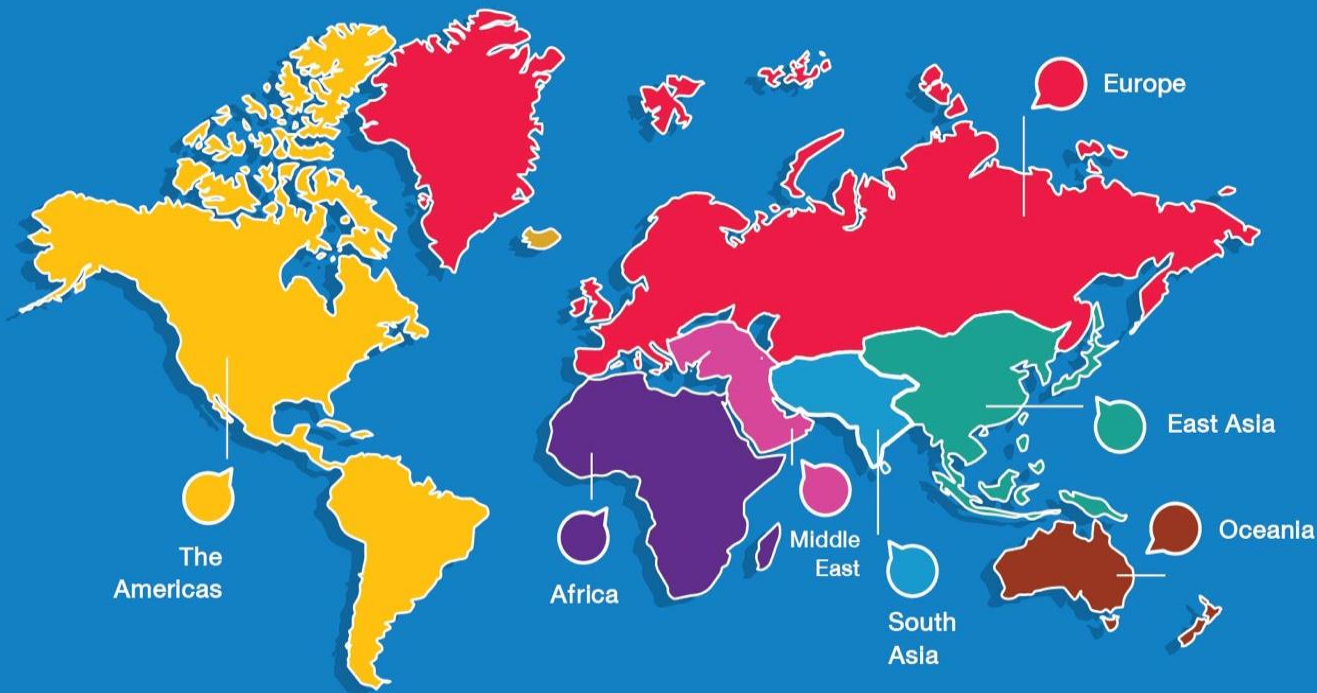 Europe
East Asia
Oceania
The
Americas
Africa
Middle
East
South
Asia